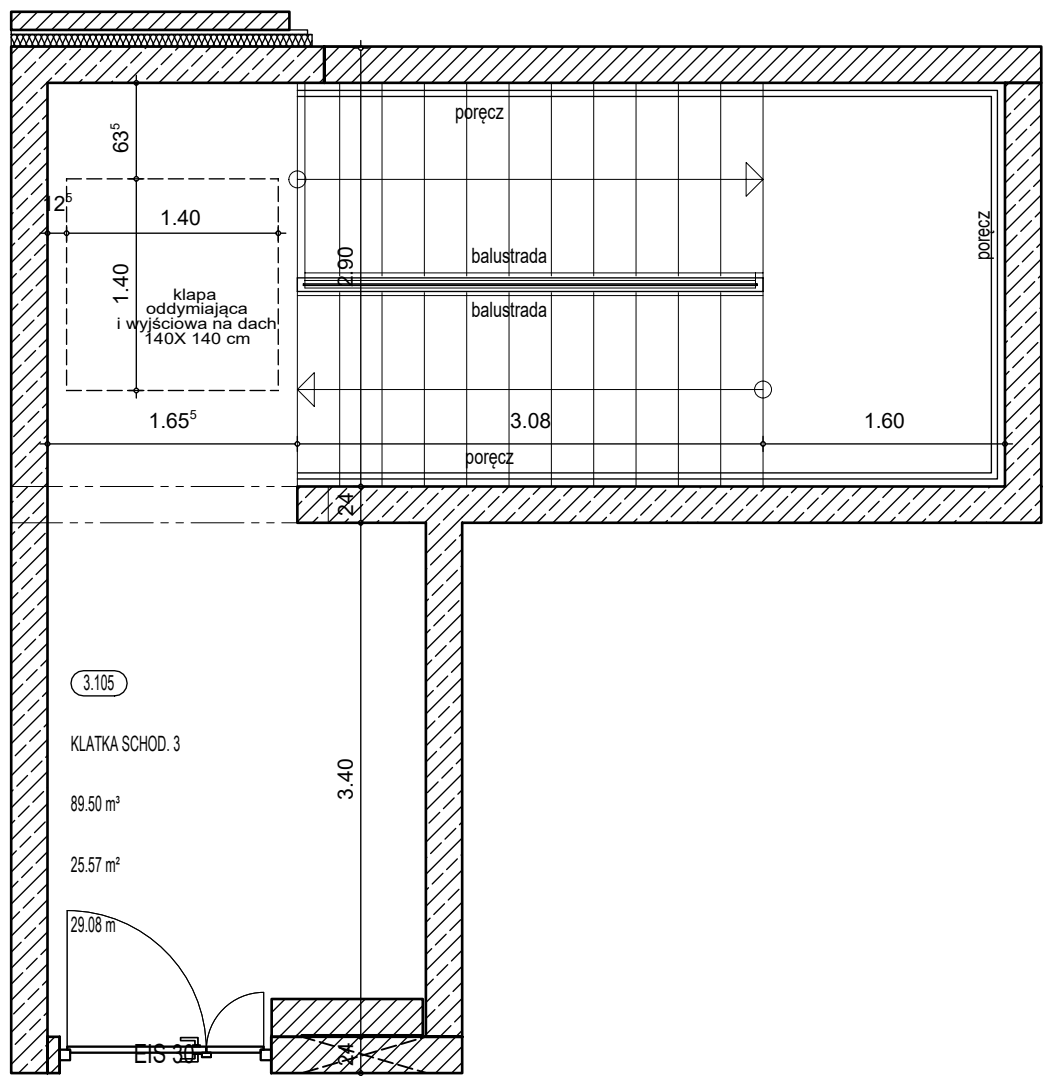 poręcz
63⁵
12⁵
1.40
2.90
balustrada
poręcz
1.40
klapa
oddymiająca
i wyjściowa na dach
140X 140 cm
balustrada
1.65⁵
3.08
1.60
poręcz
24
3.105
KLATKA SCHOD. 3
3.40
89.50 m³
25.57 m²
29.08 m
EIS 30
24